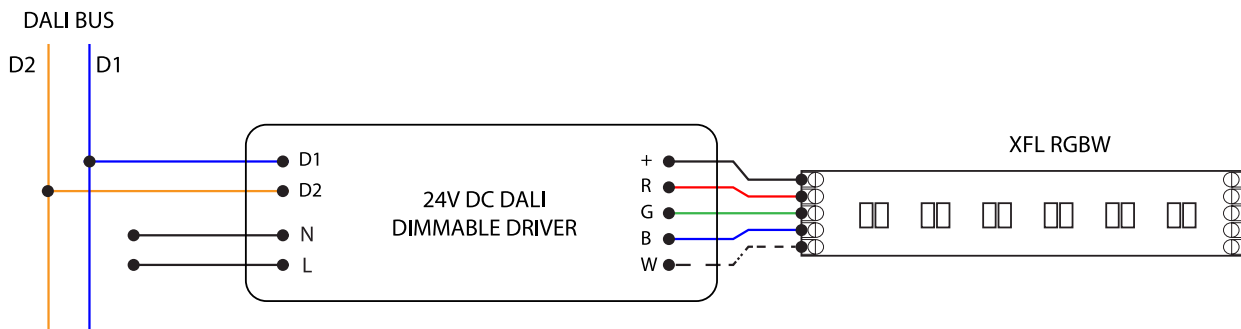 DALI BUS
D2
D1
XFL RGBW
D1
D2
N
L
24V DC DALI
DIMMABLE DRIVER
+
R
G
B
W